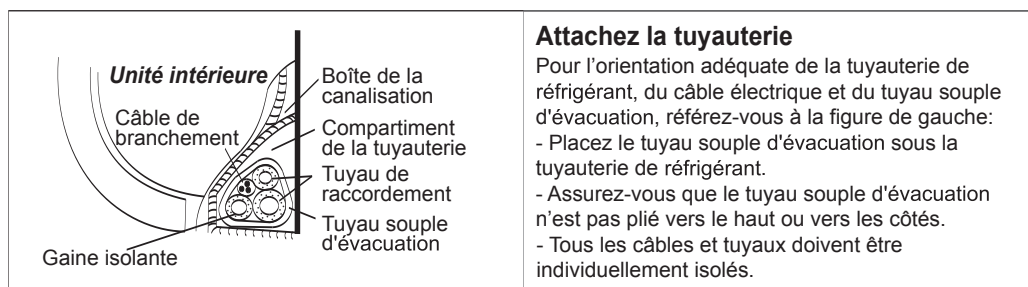 Unité intérieure
Boîte de la
canalisation
Câble de
branchement
Compartiment
de la tuyauterie
Tuyau de
raccordement
Tuyau souple
d'évacuation
Gaine isolante
Attachez la tuyauterie
Pour l’orientation adéquate de la tuyauterie de
réfrigérant, du câble électrique et du tuyau souple
d'évacuation, référez-vous à la figure de gauche:
- Placez le tuyau souple d'évacuation sous la
tuyauterie de réfrigérant.
- Assurez-vous que le tuyau souple d'évacuation
n’est pas plié vers le haut ou vers les côtés.
- Tous les câbles et tuyaux doivent être
individuellement isolés.